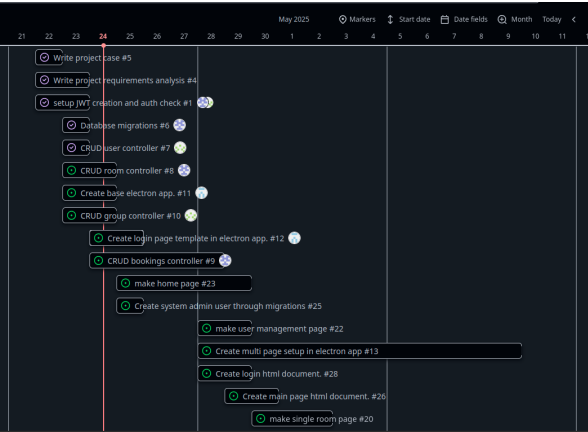 May 2025 Markers Start date Date fields Month Today
21 22 23 24 25 26 27 28 29 30 1 2 3 4 5 6 7 8 9 10 11 12
Write project case #5
Write project requirements analysis #4
setup JWT creation and auth check #1
Database migrations #6
CRUD user controller #7
CRUD room controller #8
Create base electron app. #11
CRUD group controller #10
Create login page template in electron app. #12
CRUD bookings controller #9
make home page #23
Create system admin user through migrations #25
make user management page #22
Create multi page setup in electron app #13
Create login html document. #28
Create main page html document. #26
make single room page #20